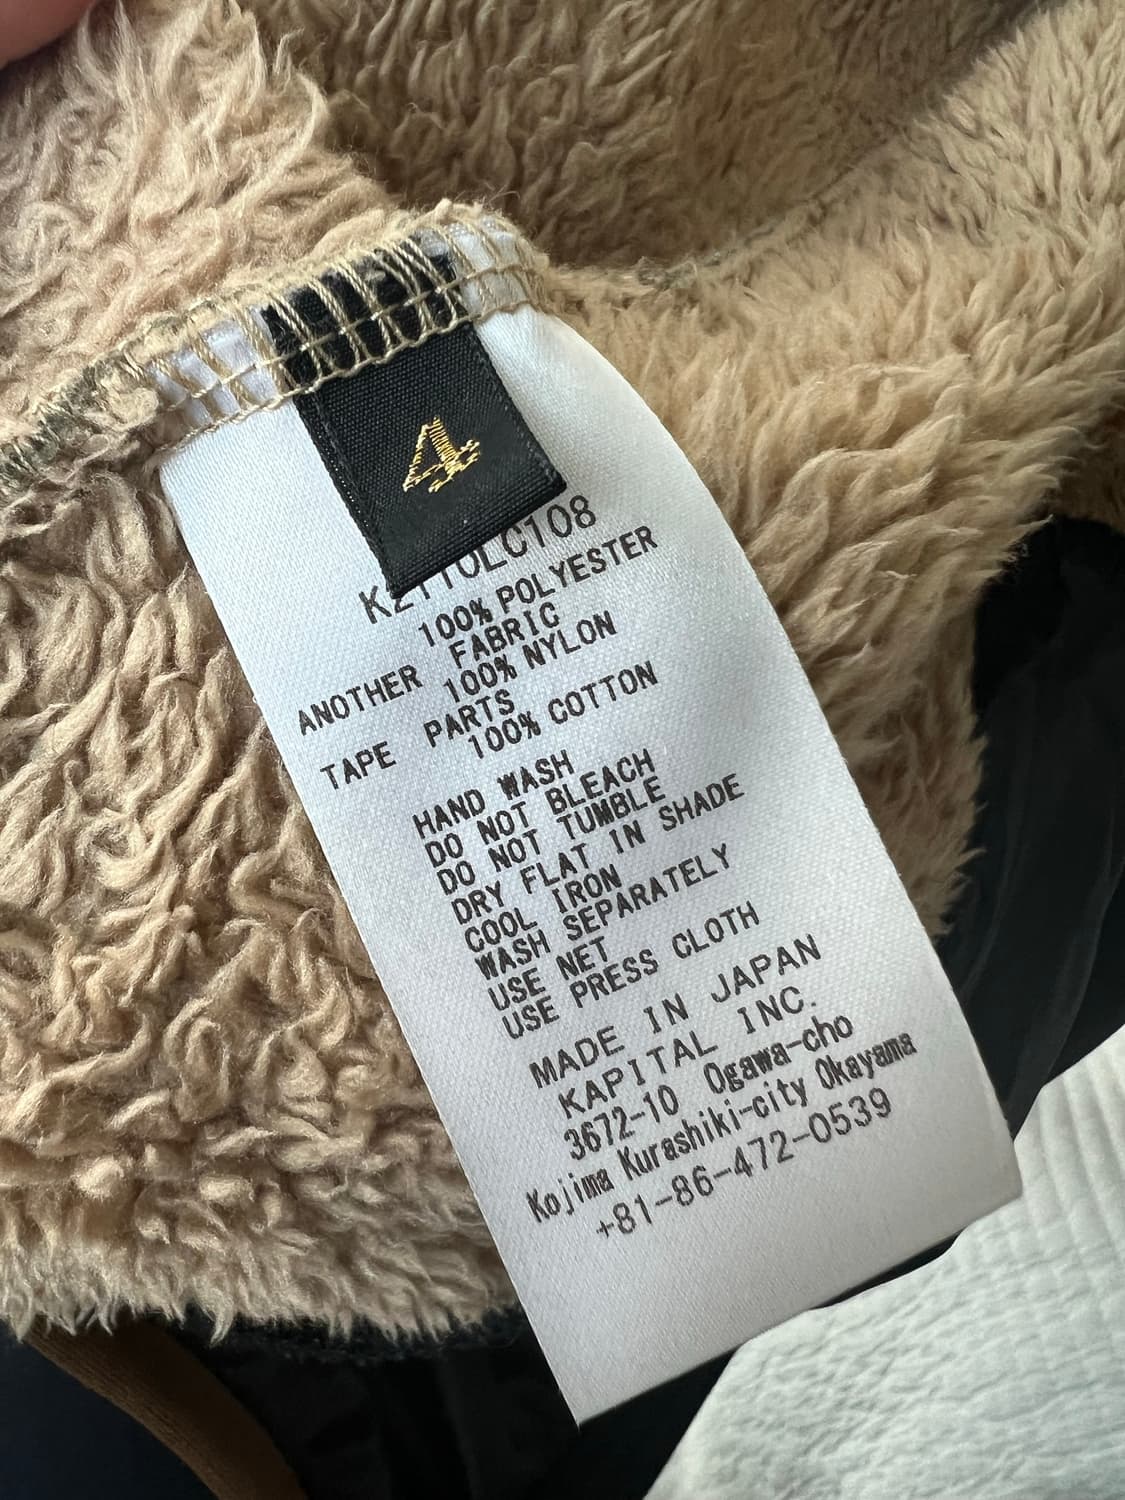 4
K2110LC108
100% POLYESTER
ANOTHER FABRIC
100% NYLON
TAPE PARTS
100% COTTON
HAND WASH
DO NOT BLEACH
DO NOT TUMBLE
DRY FLAT IN SHADE
COOL IRON
WASH SEPARATELY
USE NET
USE PRESS CLOTH
MADE IN JAPAN
KAPITAL INC.
3672-10 Ogawa-cho
Kojima Kurashiki-city Okayama
+81-86-472-0539